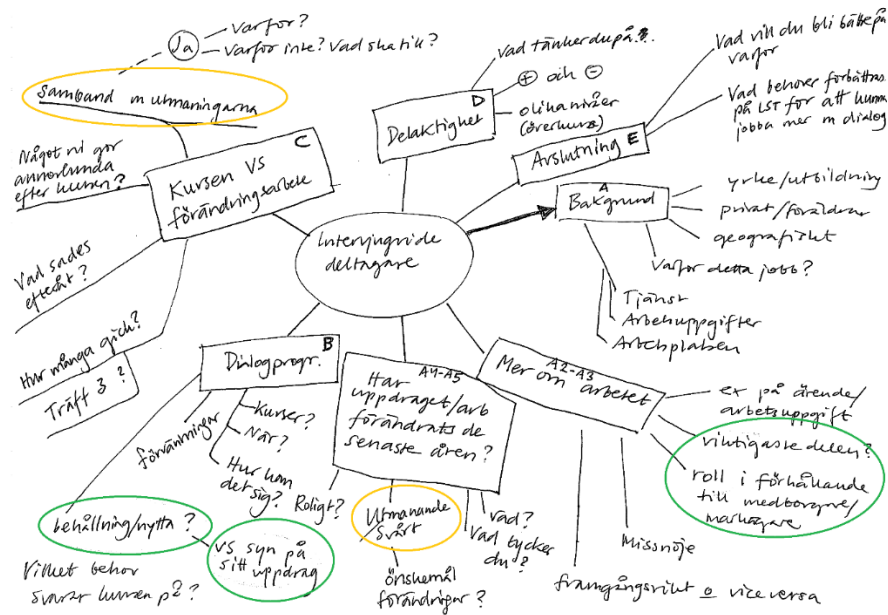 Ja
varför?
varför inte? Vad ska till?
Samband m utmaningarna
C
Kursen VS
förändringsarbete
Något ni gör
annorlunda
efter kursen?
Vad sades
efteråt?
Hur många gick?
Träff 3?
Vad tänker du på
D
Delaktighet
+ och -
olika nivåer
(överkurs)
Avslutning E
Vad vill du bli bättre på
varför
Vad behöver förbättras
på LST för att kunna
jobba mer m dialog
A
Bakgrund
yrke/utbildning
privat/föräldrar
geografiskt
Varför detta jobb?
Tjänst
Arbetsuppgifter
Arbetsplatsen
Intervjuguide
deltagare
B
Dialogprogr.
förväntningar
Kurser?
När?
Hur kom
det sig?
behållning/nytta?
vs syn på
sitt uppdrag
Vilket behov
svarar kursen på?
A4-A5
Har
uppdraget/arb
förändrats de
senaste åren?
Roligt?
Utmanande
svårt
önskemål
förändringar?
Vad?
Vad tycker
du?
A2-A3
Mer om arbetet
ex på ärende/
arbetsuppgift
viktigaste delen?
roll i förhållande
till medborgare/
markägare
missnöje
framgångsrikt o vice versa